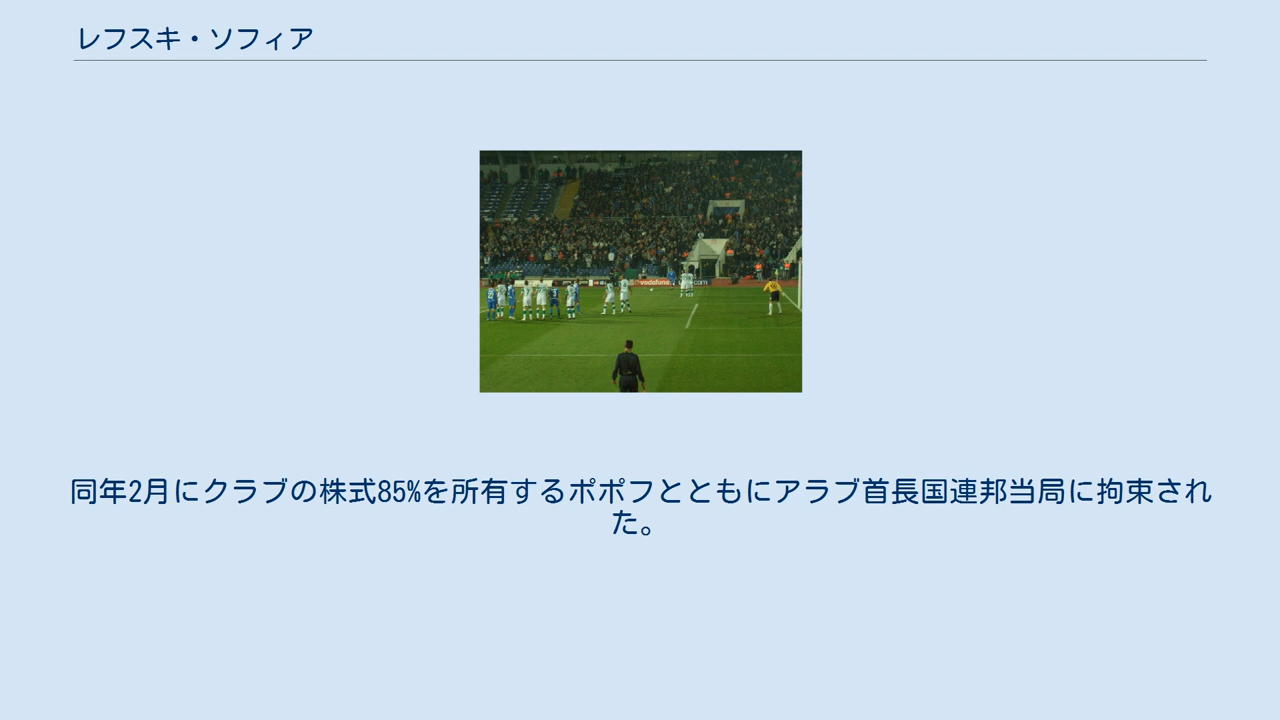 レフスキ・ソフィア
vodafone
同年2月にクラブの株式85%を所有するポポフとともにアラブ首長国連邦当局に拘束され
た。